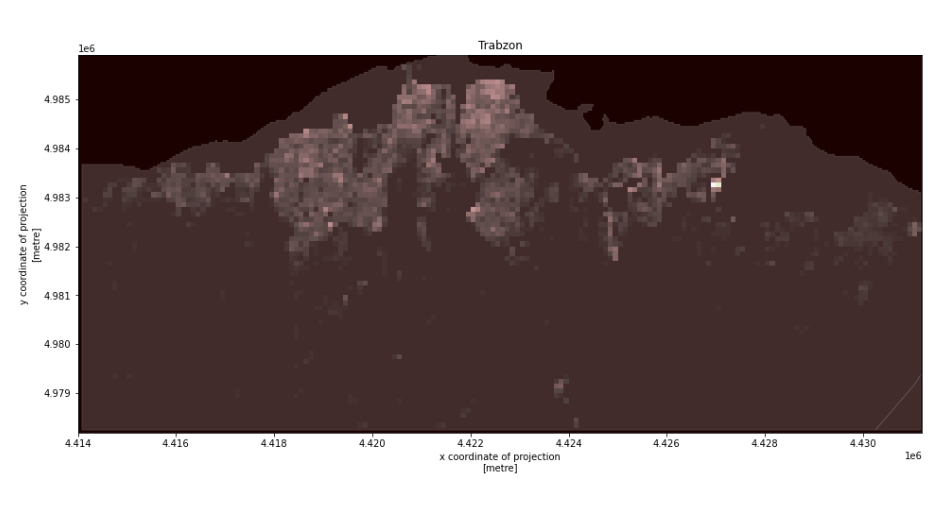 Trabzon
1e6
4.985
4.984
4.983
4.982
4.981
4.980
4.979
y coordinate of projection
[metre]
4.414
4.416
4.418
4.420
4.422
4.424
4.426
4.428
4.430
x coordinate of projection
[metre]
1e6